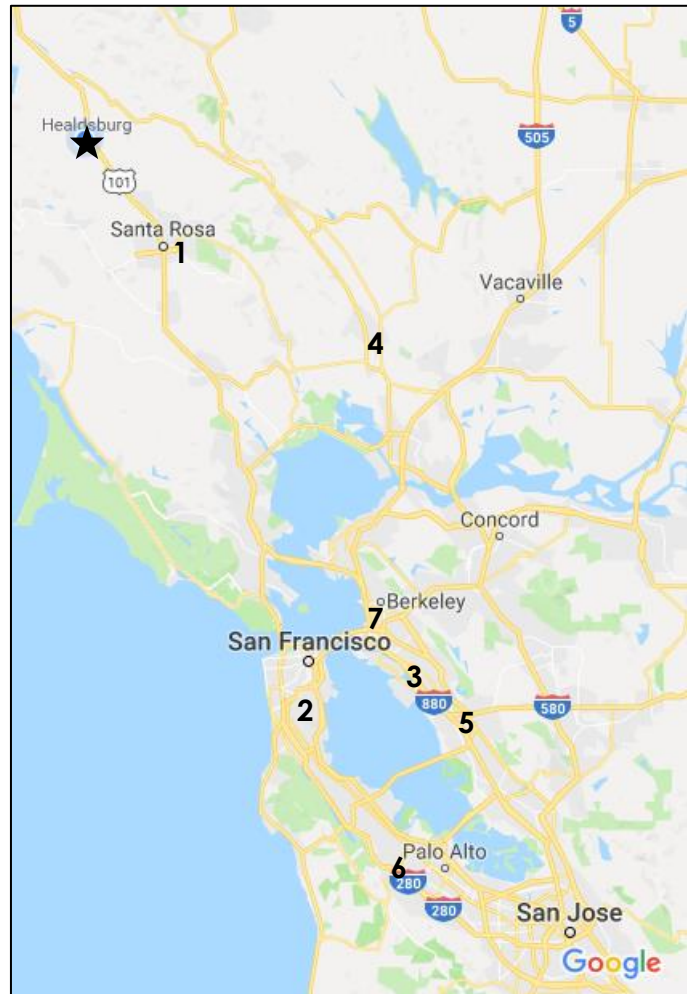 5
505
Healdsburg
101
Santa Rosa
1
Vacaville
4
Concord
Berkeley
7
San Francisco
3
880
2
5
580
Palo Alto
6
280
280
San Jose
Google